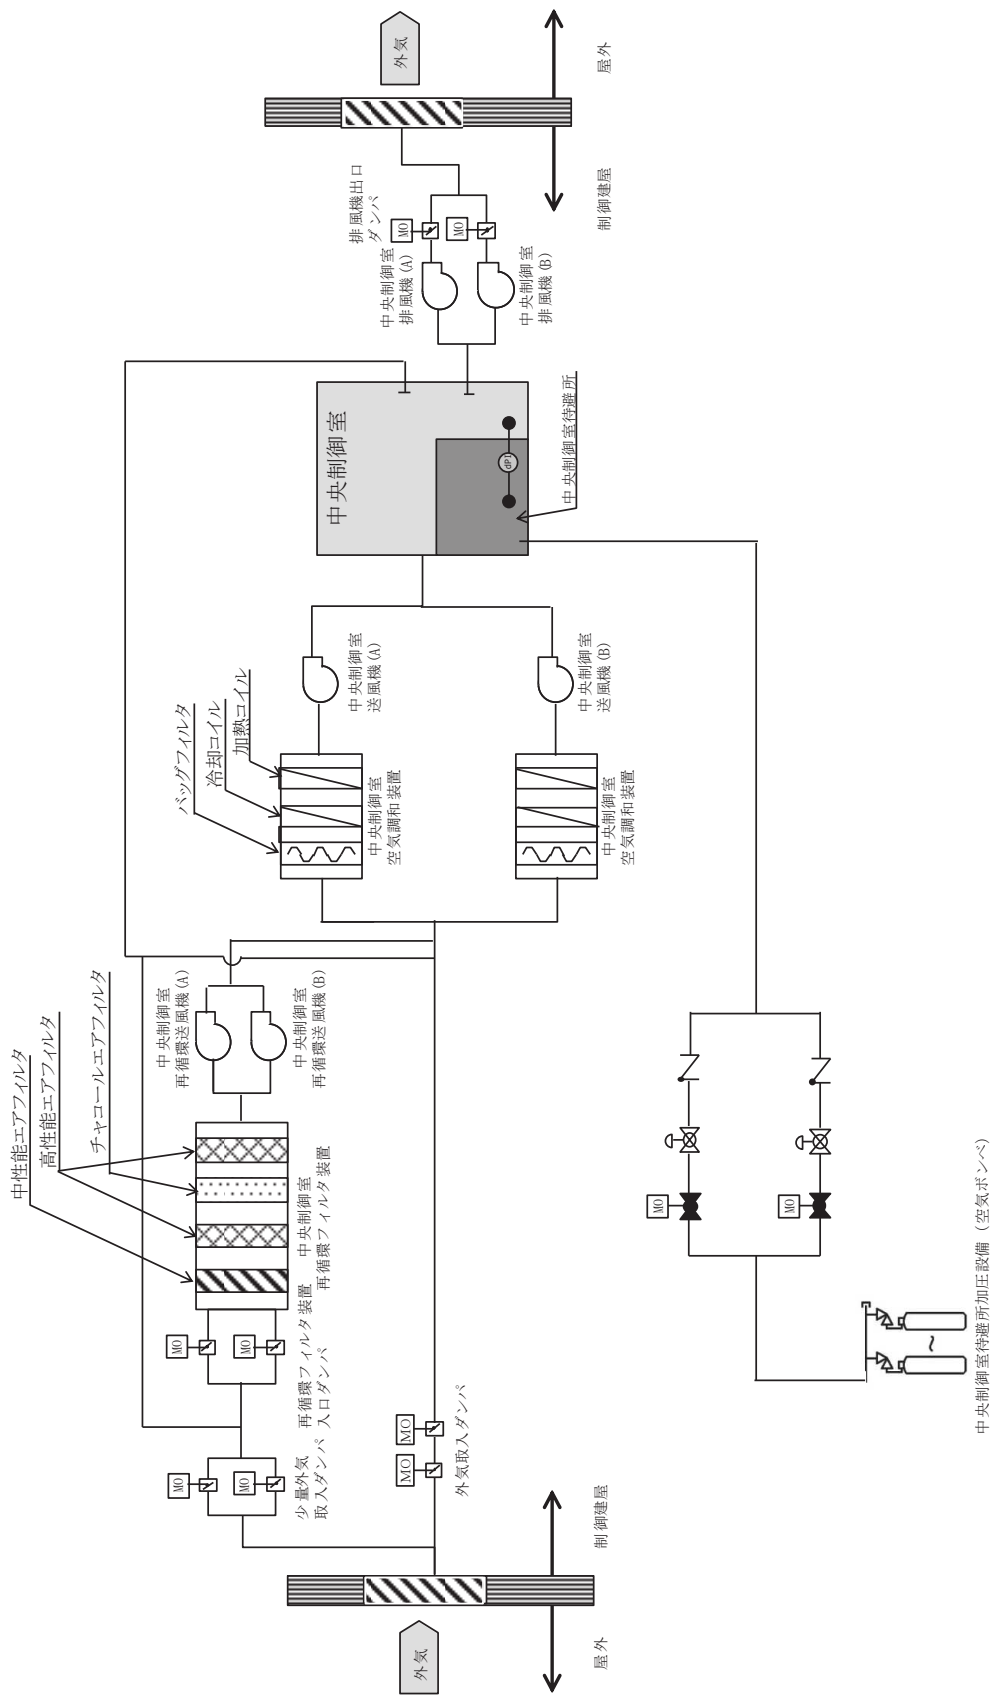 外気
屋外
制御建屋
外気取入ダンパ
MO
MO
少量外気
取入ダンパ
MO
MO
再循環フィルタ装置
入口ダンパ
MO
MO
中央制御室
再循環フィルタ装置
中性能エアフィルタ
高性能エアフィルタ
チャコールエアフィルタ
中央制御室
再循環送風機(A)
中央制御室
再循環送風機(B)
バッグフィルタ
冷却コイル
加熱コイル
中央制御室
空気調和装置
中央制御室
空気調和装置
中央制御室
送風機(A)
中央制御室
送風機(B)
中央制御室
dPI
中央制御室待避所
中央制御室
排風機(A)
中央制御室
排風機(B)
排風機出口
ダンパ
MO
MO
外気
屋外
制御建屋
MO
MO
～
中央制御室待避所加圧設備（空気ボンベ）